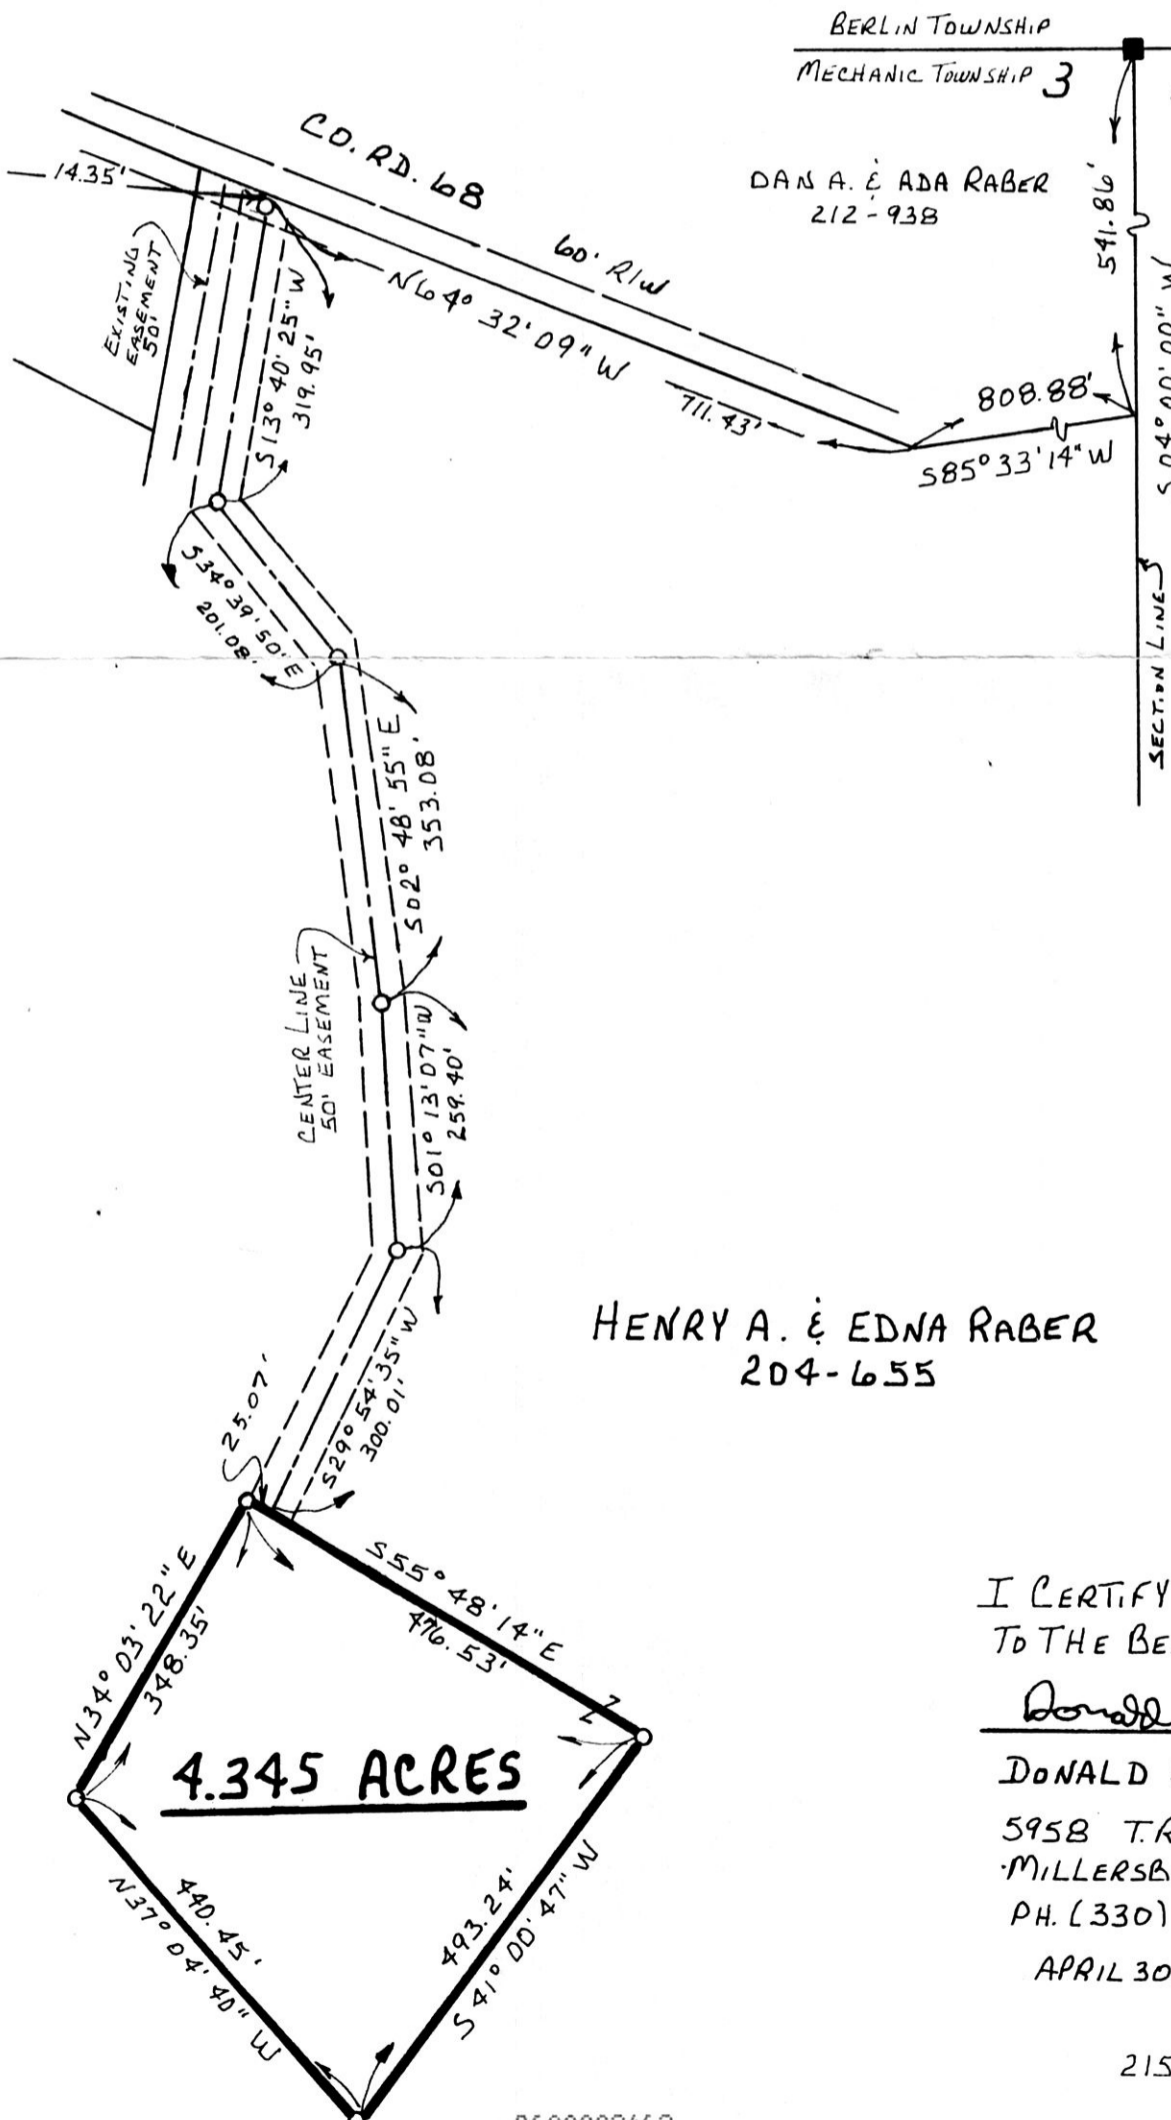 BERLIN TOWNSHIP
MECHANIC TOWNSHIP 3
CO. RD. 68
14.35'
DAN A. & ADA RABER
212-938
541.86'
60' R/W
EXISTING
EASEMENT
50'
N64° 32' 09" W
711.43'
808.88'
S85° 33' 14" W
S 04° 00' 00" W
SECTION LINE
S13° 40' 25" W
319.95'
S34° 39' 50" E
201.08'
S02° 48' 55" E
353.08'
CENTER LINE
50' EASEMENT
S01° 13' 07" W
259.40'
HENRY A. & EDNA RABER
204-655
S29° 54' 35" W
300.01'
25.07'
S55° 48' 14" E
476.53'
N34° 03' 22" E
348.35'
I CERTIFY
TO THE BE
Donald
4.345 ACRES
DONALD
5958 T.R
MILLERSB
PH. (330)
APRIL 30
N37° 04' 40" W
440.45'
493.24'
S 41° 00' 47" W
215